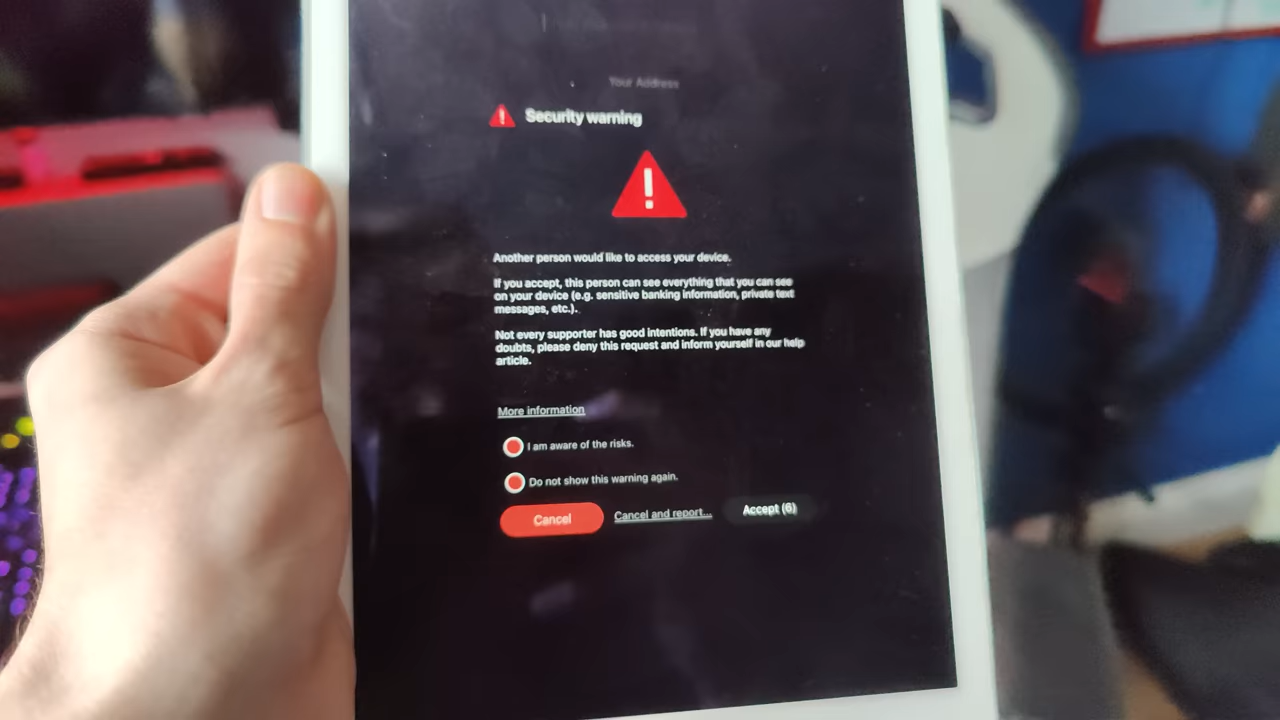 Your Address
Security warning
Another person would like to access your device.
If you accept, this person can see everything that you can see
on your device (e.g. sensitive banking information, private text
messages, etc.).
Not every supporter has good intentions. If you have any
doubts, please deny this request and inform yourself in our help
article.
More information
I am aware of the risks.
Do not show this warning again.
Cancel
Cancel and report...
Accept (6)